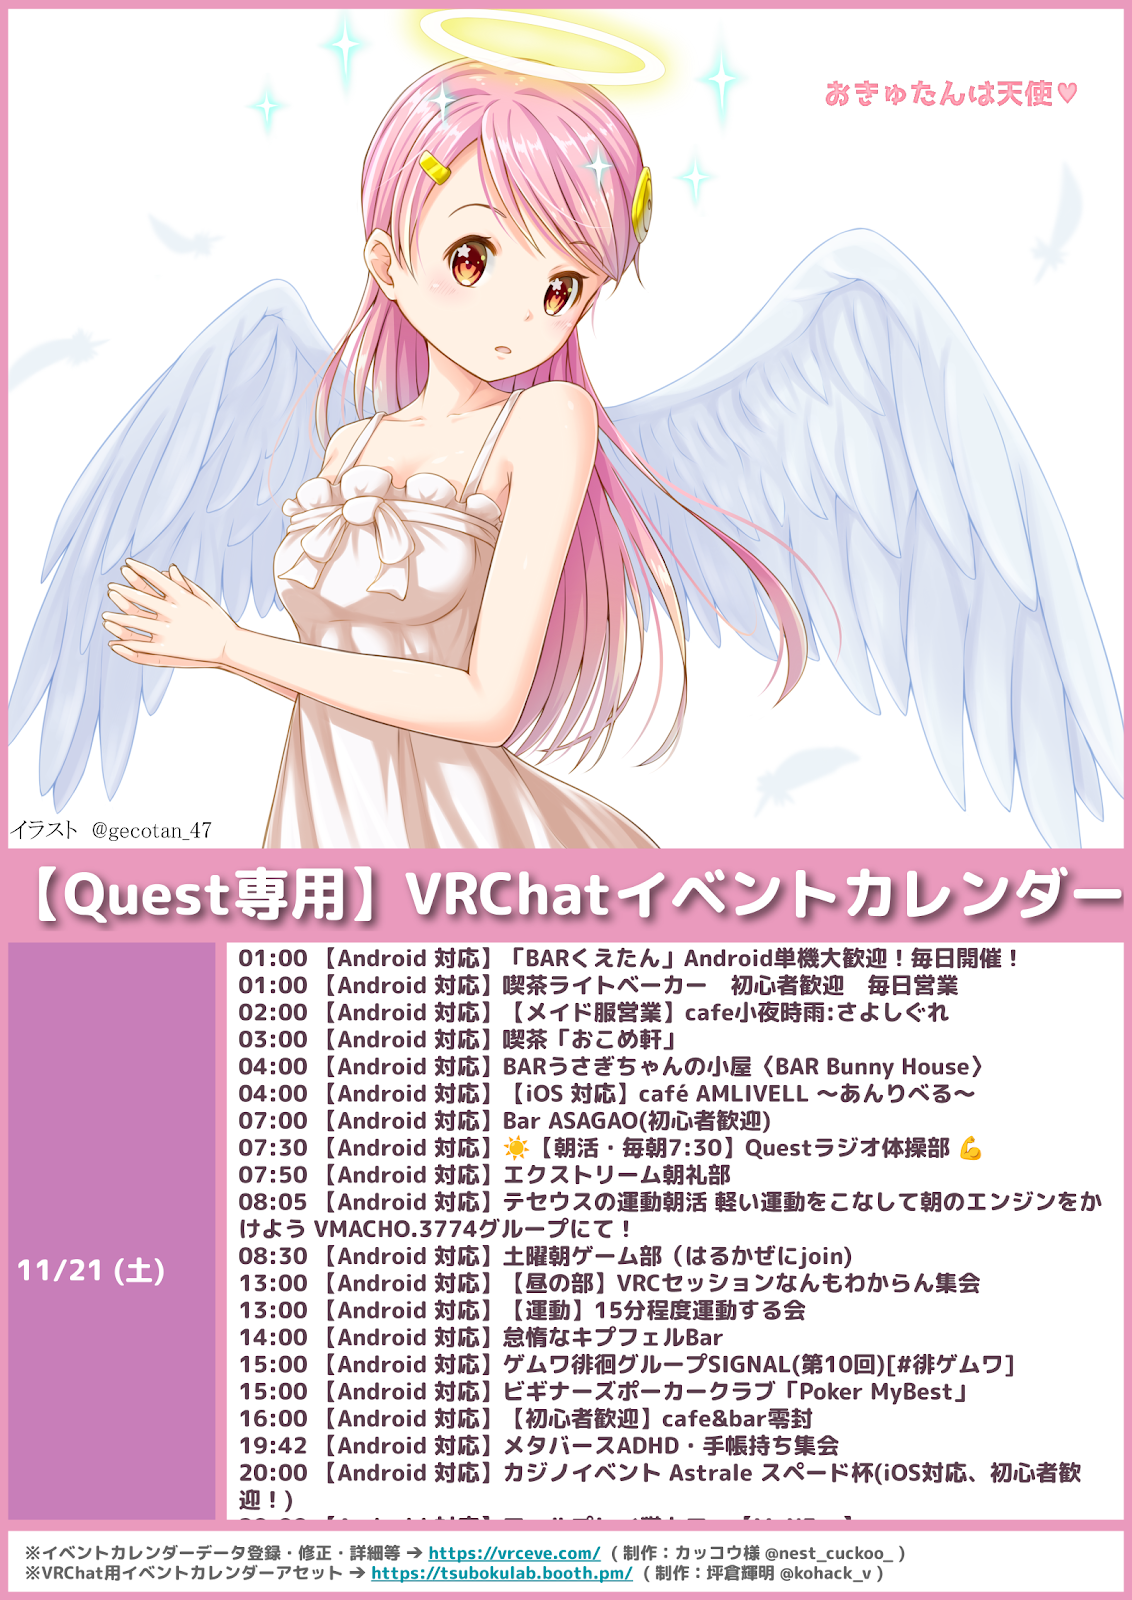 おきゅたんは天使♥
イラスト @gecotan_47
【Quest専用】VRChatイベントカレンダー
11/21 (土)
01:00 【Android 対応】「BARくえたん」Android単機大歓迎！毎日開催！
01:00 【Android 対応】喫茶ライトベーカー　初心者歓迎　毎日営業
02:00 【Android 対応】【メイド服営業】cafe小夜時雨:さよしぐれ
03:00 【Android 対応】喫茶「おこめ軒」
04:00 【Android 対応】BARうさぎちゃんの小屋〈BAR Bunny House〉
04:00 【Android 対応】【iOS 対応】café AMLIVELL ～あんりべる～
07:00 【Android 対応】Bar ASAGAO(初心者歓迎)
07:30 【Android 対応】☀️【朝活・毎朝7:30】Questラジオ体操部 💪
07:50 【Android 対応】エクストリーム朝礼部
08:05 【Android 対応】テセウスの運動朝活 軽い運動をこなして朝のエンジンをか
けよう VMACHO.3774グループにて！
08:30 【Android 対応】土曜朝ゲーム部（はるかぜにjoin)
13:00 【Android 対応】【昼の部】VRCセッションなんもわからん集会
13:00 【Android 対応】【運動】15分程度運動する会
14:00 【Android 対応】怠惰なキプフェルBar
15:00 【Android 対応】ゲムワ徘徊グループSIGNAL(第10回)[#徘ゲムワ]
15:00 【Android 対応】ビギナーズポーカークラブ「Poker MyBest」
16:00 【Android 対応】【初心者歓迎】cafe&bar零封
19:42 【Android 対応】メタバースADHD・手帳持ち集会
20:00 【Android 対応】カジノイベント Astrale スペード杯(iOS対応、初心者歓
迎！)
※イベントカレンダーデータ登録・修正・詳細等 → https://vrceve.com/ ( 制作：カッコウ様 @nest_cuckoo_ )
※VRChat用イベントカレンダーアセット → https://tsubokulab.booth.pm/ ( 制作：坪倉輝明 @kohack_v )